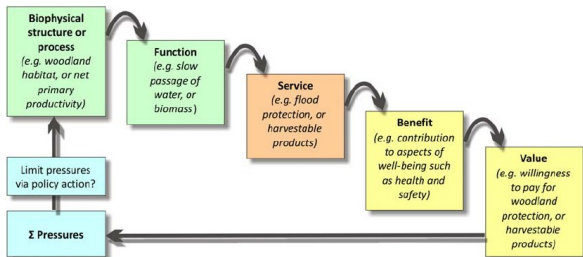 Biophysical
structure or
process
(e.g. woodland
habitat, or net
primary
productivity)
Function
(e.g. slow
passage of
water, or
biomass)
Service
(e.g. flood
protection, or
harvestable
products)
Benefit
(e.g. contribution
to aspects of
well-being such
as health and
safety)
Value
(e.g. willingness
to pay for
woodland
protection, or
harvestable
products)
Limit pressures
via policy action?
Σ Pressures